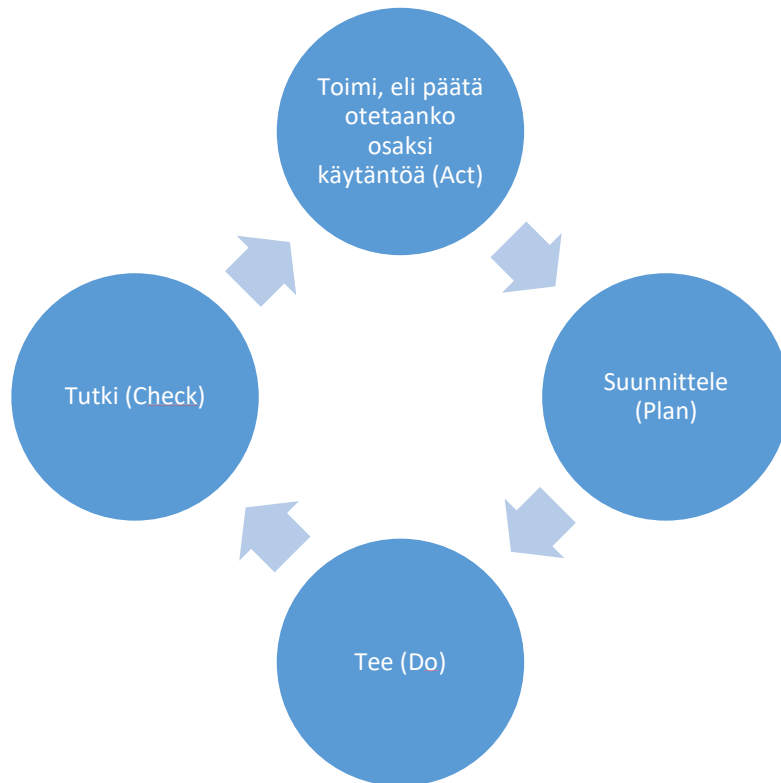 Toimi, eli päätä
otetaanko
osaksi
käytäntöä (Act)
Suunnittele
(Plan)
Tee (Do)
Tutki (Check)